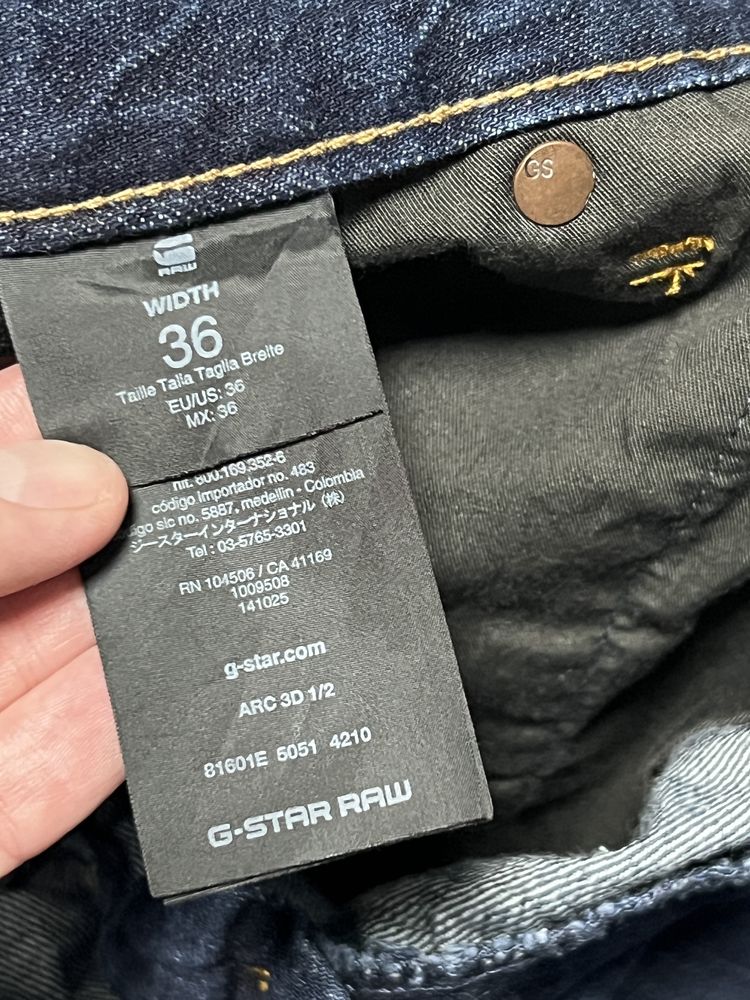 GS
RAW
WIDTH
36
Taille Talla Taglia Breite
EU/US: 36
MX: 36
nit. 800.169.352-6
código importador no. 483
sic no. 5887, medellin - Colombia
ジースターインターナショナル（株）
Tel : 03-5765-3301
RN 104506 / CA 41169
1009508
141025
g-star.com
ARC 3D 1/2
81601E 5051 4210
G-STAR RAW